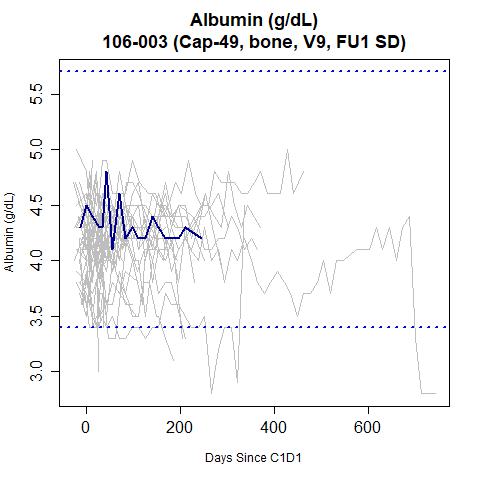 Albumin (g/dL)
106-003 (Cap-49, bone, V9, FU1 SD)
Albumin (g/dL)
5.5
5.0
4.5
4.0
3.5
3.0
0 200 400 600
Days Since C1D1